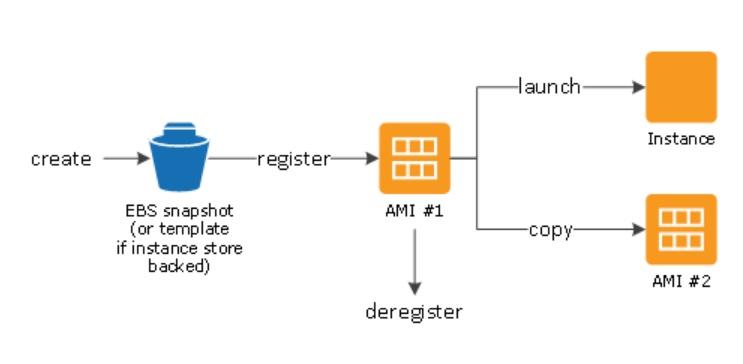 launch
Instance
create
register
EBS snapshot
(or template
if instance store
backed)
AMI #1
copy
AMI #2
deregister